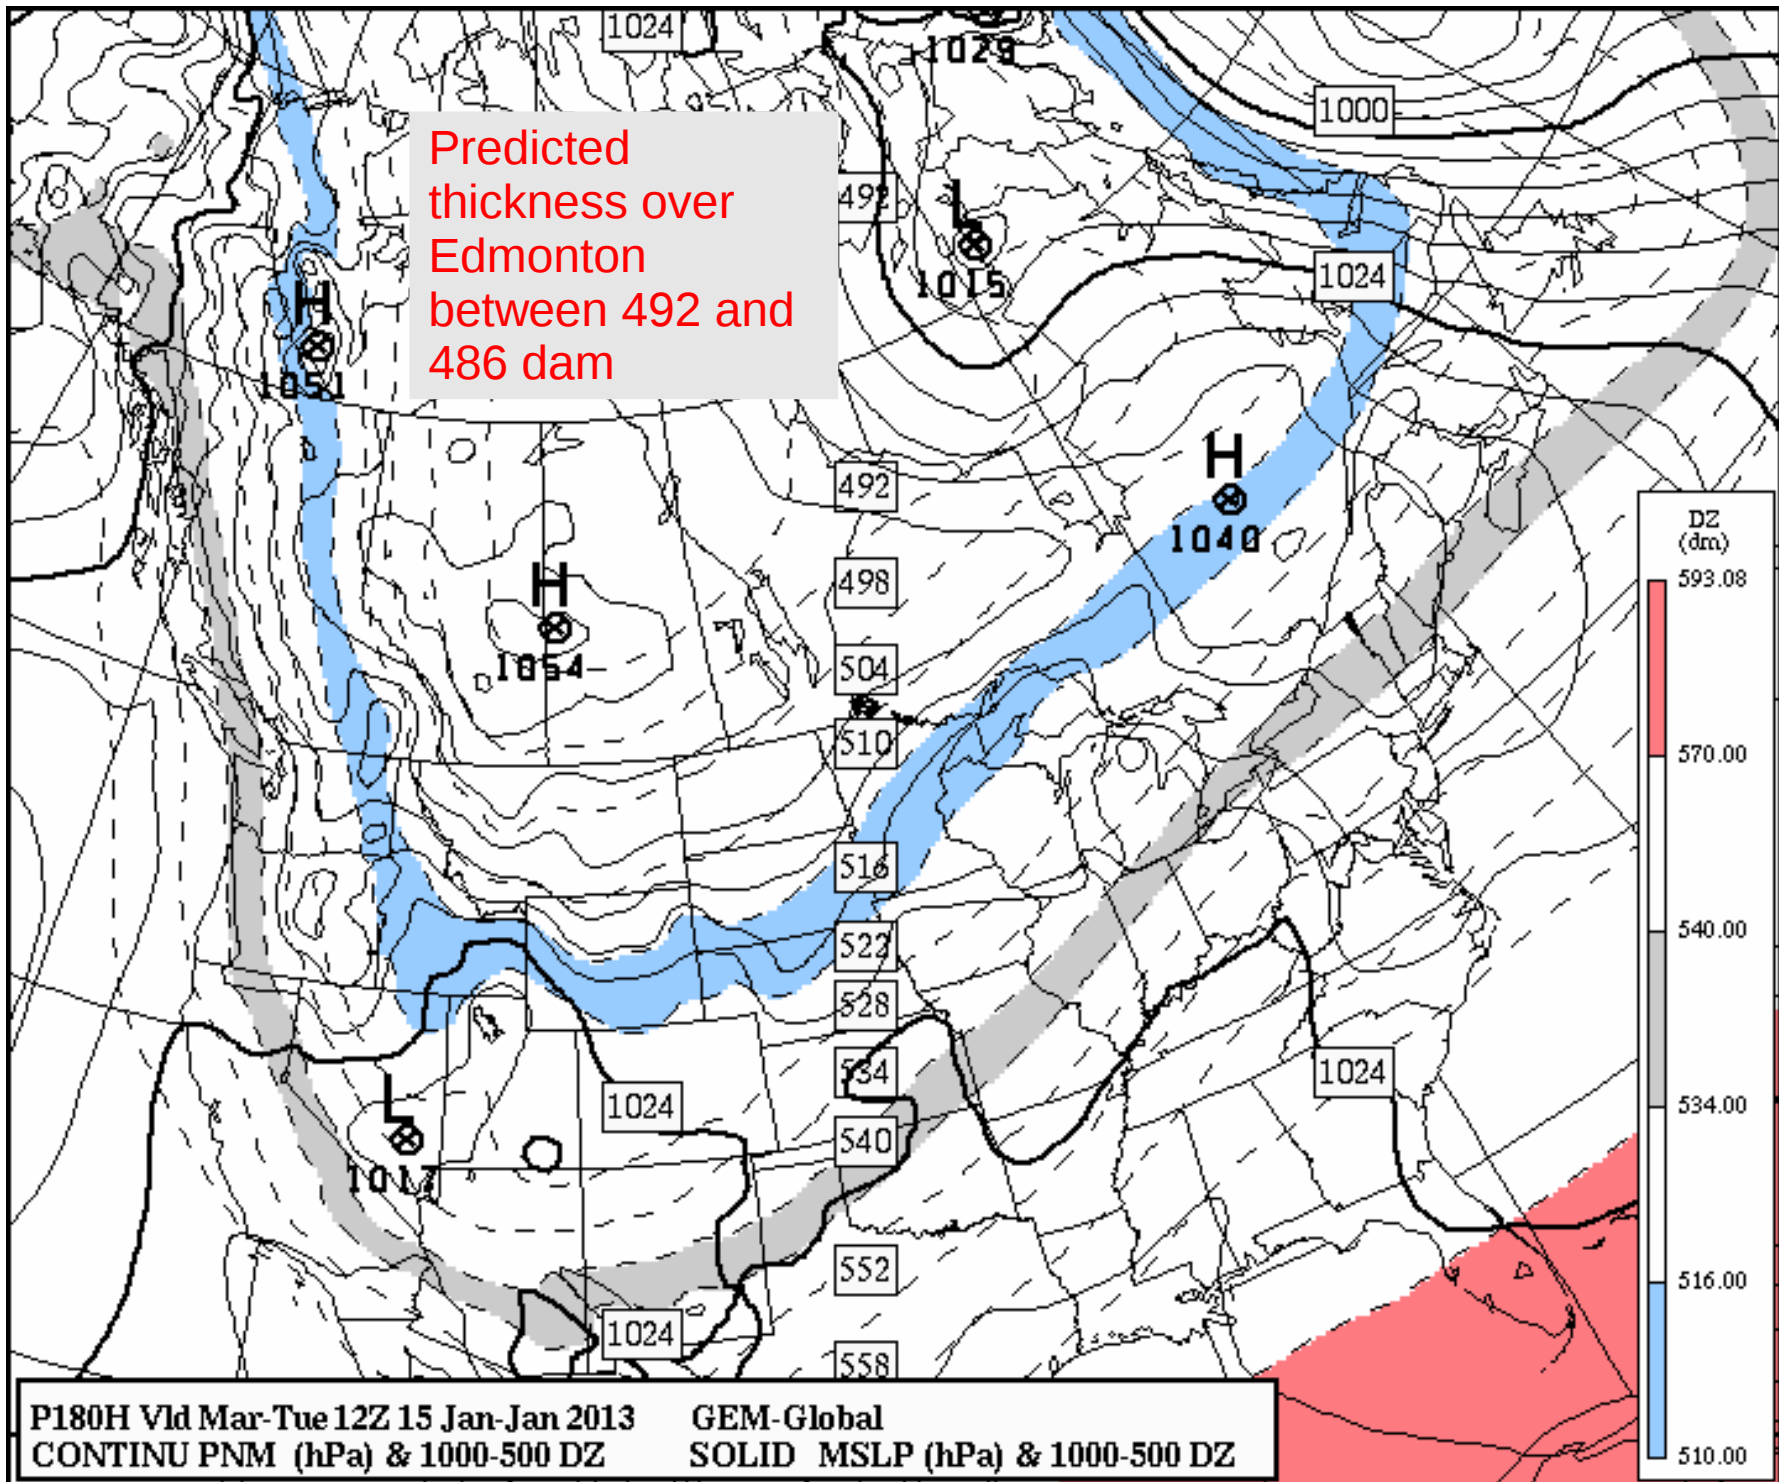 1024
1029
1000
Predicted
thickness over
Edmonton
between 492 and
486 dam
492
L
1015
1024
H
1051
H
1040
492
DZ
(dm)
593.08
498
H
1054
504
510
570.00
516
522
540.00
528
534
1024
1024
534.00
L
1017
540
552
516.00
1024
558
P180H Vld Mar-Tue 12Z 15 Jan-Jan 2013 GEM-Global
CONTINU PNM (hPa) & 1000-500 DZ SOLID MSLP (hPa) & 1000-500 DZ
510.00